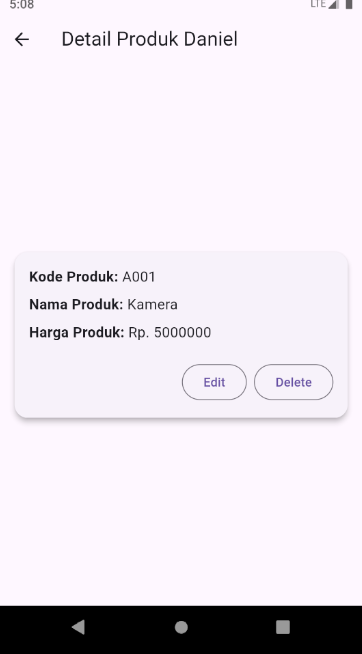 5:08 LTE
Detail Produk Daniel
Kode Produk: A001
Nama Produk: Kamera
Harga Produk: Rp. 5000000
Edit Delete